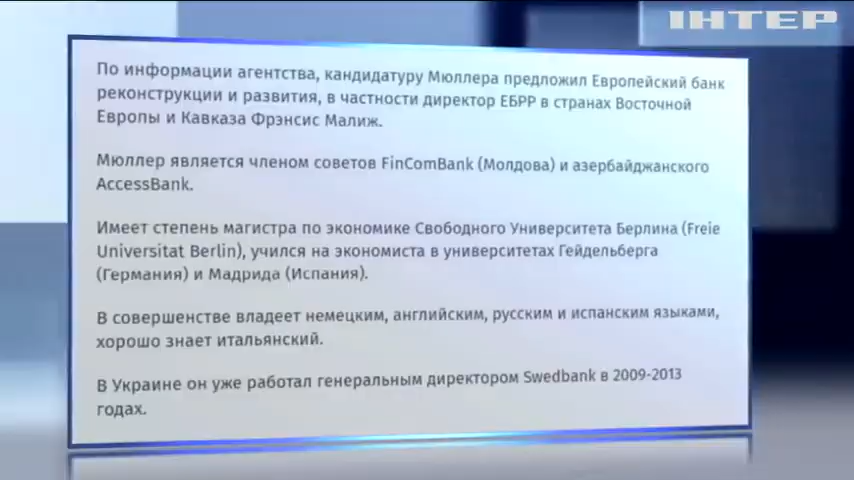 ІНТЕР
По информации агентства, кандидатуру Мюллера предложил Европейский банк
реконструкции и развития, в частности директор ЕБРР в странах Восточной
Европы и Кавказа Фрэнсис Малиж.
Мюллер является членом советов FinComBank (Молдова) и азербайджанского
AccessBank.
Имеет степень магистра по экономике Свободного Университета Берлина (Freie
Universitat Berlin), учился на экономиста в университетах Гейдельберга
(Германия) и Мадрида (Испания).
В совершенстве владеет немецким, английским, русским и испанским языками,
хорошо знает итальянский.
В Украине он уже работал генеральным директором Swedbank в 2009-2013
годах.